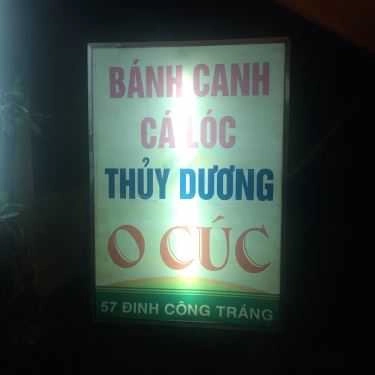 BÁNH CANH
CÁ LÓC
THỦY DƯƠNG
O CÚC
57 ĐINH CÔNG TRÁNG